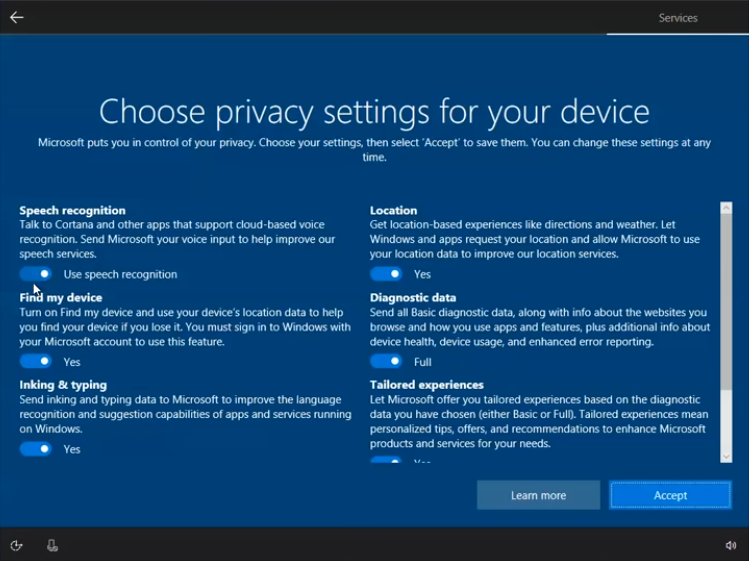 Services
Choose privacy settings for your device
Microsoft puts you in control of your privacy. Choose your settings, then select 'Accept' to save them. You can change these settings at any
time.
Speech recognition
Talk to Cortana and other apps that support cloud-based voice
recognition. Send Microsoft your voice input to help improve our
speech services.
Use speech recognition
Find my device
Turn on Find my device and use your device's location data to help
you find your device if you lose it. You must sign in to Windows with
your Microsoft account to use this feature.
Yes
Inking & typing
Send inking and typing data to Microsoft to improve the language
recognition and suggestion capabilities of apps and services running
on Windows.
Yes
Location
Get location-based experiences like directions and weather. Let
Windows and apps request your location and allow Microsoft to use
your location data to improve our location services.
Yes
Diagnostic data
Send all Basic diagnostic data, along with info about the websites you
browse and how you use apps and features, plus additional info about
device health, device usage, and enhanced error reporting.
Full
Tailored experiences
Let Microsoft offer you tailored experiences based on the diagnostic
data you have chosen (either Basic or Full). Tailored experiences mean
personalized tips, offers, and recommendations to enhance Microsoft
products and services for your needs.
Yes
Learn more
Accept